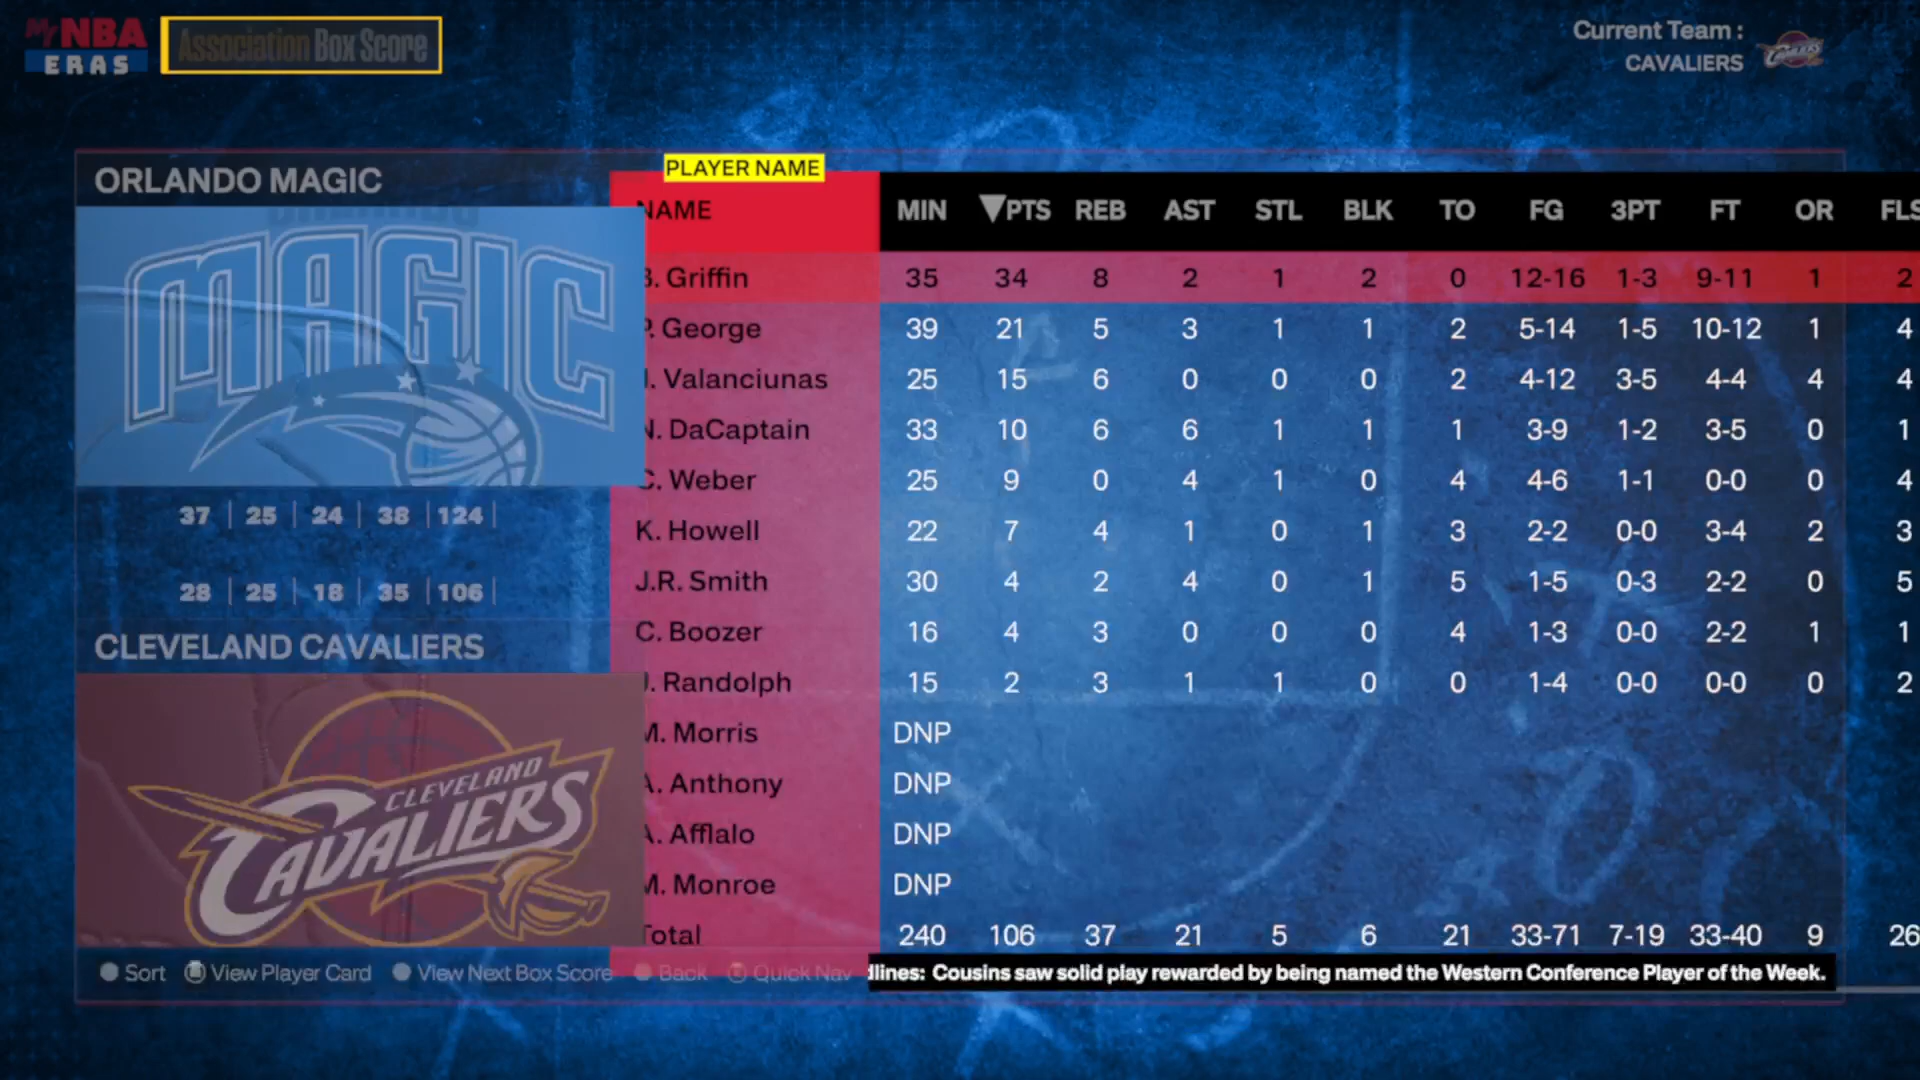 MyNBA
ERAS
Association Box Score
Current Team :
CAVALIERS
CAVALIERS
ORLANDO MAGIC
MAGIC
37 | 25 | 24 | 38 | 124 |
28 | 25 | 18 | 35 | 106 |
CLEVELAND CAVALIERS
CLEVELAND
CAVALIERS
PLAYER NAME
NAME MIN PTS REB AST STL BLK TO FG 3PT FT OR FLS
B. Griffin 35 34 8 2 1 2 0 12-16 1-3 9-11 1 2
P. George 39 21 5 3 1 1 2 5-14 1-5 10-12 1 4
Valanciunas 25 15 6 0 0 0 2 4-12 3-5 4-4 4 4
N. DaCaptain 33 10 6 6 1 1 1 3-9 1-2 3-5 0 1
C. Weber 25 9 0 4 1 0 4 4-6 1-1 0-0 0 4
K. Howell 22 7 4 1 0 1 3 2-2 0-0 3-4 2 3
J.R. Smith 30 4 2 4 0 1 5 1-5 0-3 2-2 0 5
C. Boozer 16 4 3 0 0 0 4 1-3 0-0 2-2 1 1
J. Randolph 15 2 3 1 1 0 0 1-4 0-0 0-0 0 2
M. Morris DNP
A. Anthony DNP
A. Afflalo DNP
M. Monroe DNP
Total 240 106 37 21 5 6 21 33-71 7-19 33-40 9 26
Sort View Player Card View Next Box Score Back Quick Nav
dlines: Cousins saw solid play rewarded by being named the Western Conference Player of the Week.